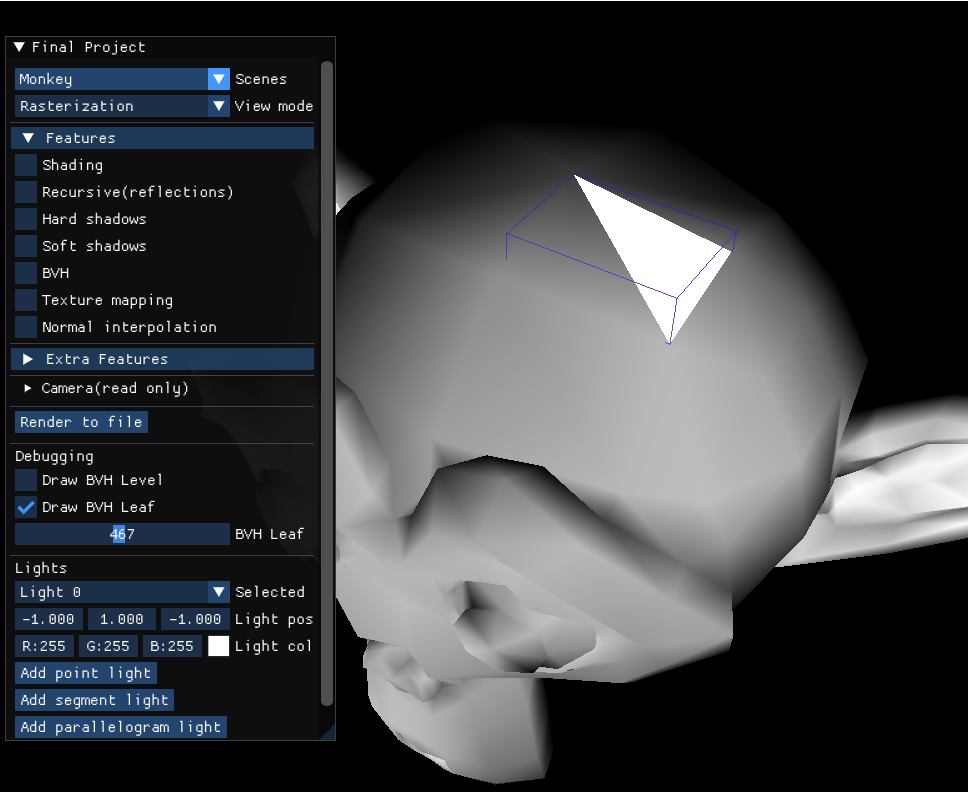 Final Project
Monkey Scenes
Rasterization View mode
Features
Shading
Recursive(reflections)
Hard shadows
Soft shadows
BVH
Texture mapping
Normal interpolation
Extra Features
Camera(read only)
Render to file
Debugging
Draw BVH Level
Draw BVH Leaf
467 BVH Leaf
Lights
Light 0 Selected
-1.000 1.000 -1.000 Light pos
R:255 G:255 B:255 Light col
Add point light
Add segment light
Add parallelogram light